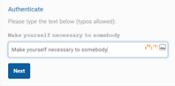 Authenticate
Please type the text below (typos allowed):
Make yourself necessary to somebody
Make yourself necessary to somebody
Next